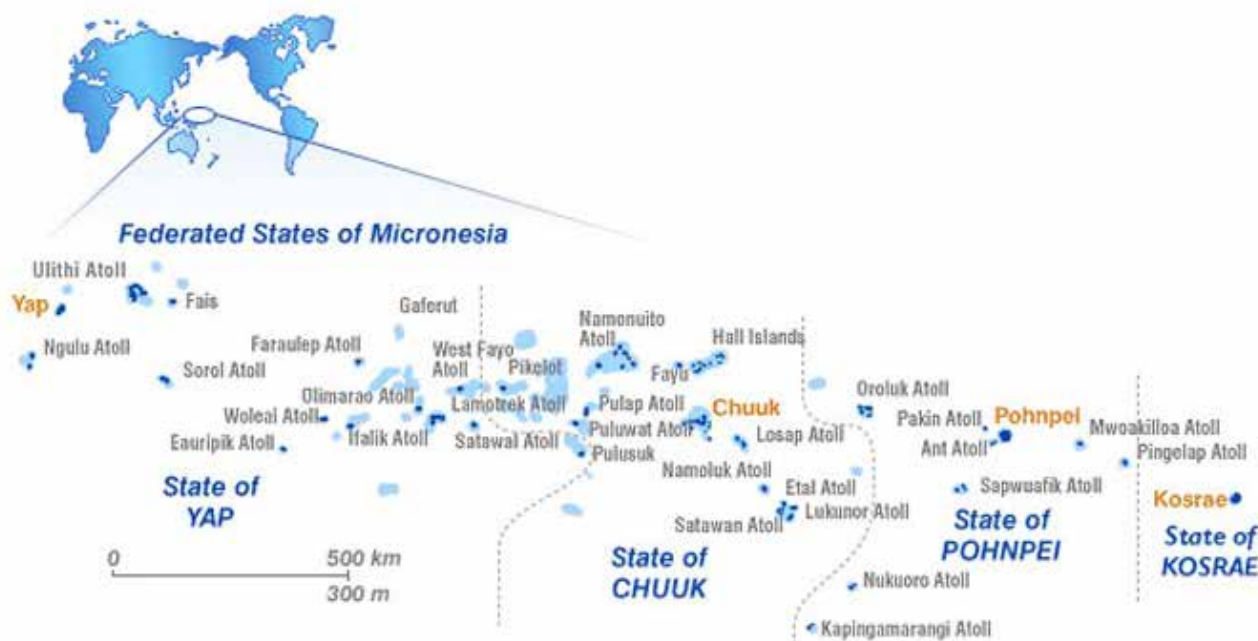 Federated States of Micronesia
Ulithi Atoll
Yap
Fais
Ngulu Atoll
Sorol Atoll
Gaferut
Faraulep Atoll
West Fayo
Atoll
Pikelot
Olimarao Atoll
Lamotrek Atoll
Woleai Atoll
Ifalik Atoll
Satawal Atoll
Eauripik Atoll
State of
YAP
Namonuito
Atoll
Hall Islands
Fayu
Pulap Atoll
Chuuk
Puluwat Atoll
Losap Atoll
Pulusuk
Namoluk Atoll
Etal Atoll
Lukunor Atoll
Satawan Atoll
State of
CHUUK
Oroluk Atoll
Pakin Atoll
Pohnpei
Mwoakilloa Atoll
Ant Atoll
Pingelap Atoll
Sapwuafik Atoll
State of
POHNPEI
Kosrae
State of
KOSRAE
Nukuoro Atoll
Kapingamarangi Atoll
0 500 km
300 m